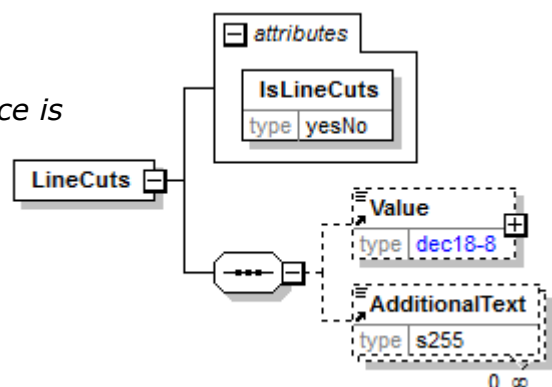 attributes
IsLineCuts
type yesNo
ce is
LineCuts
Value
type dec18-8
AdditionalText
type s255
0..∞